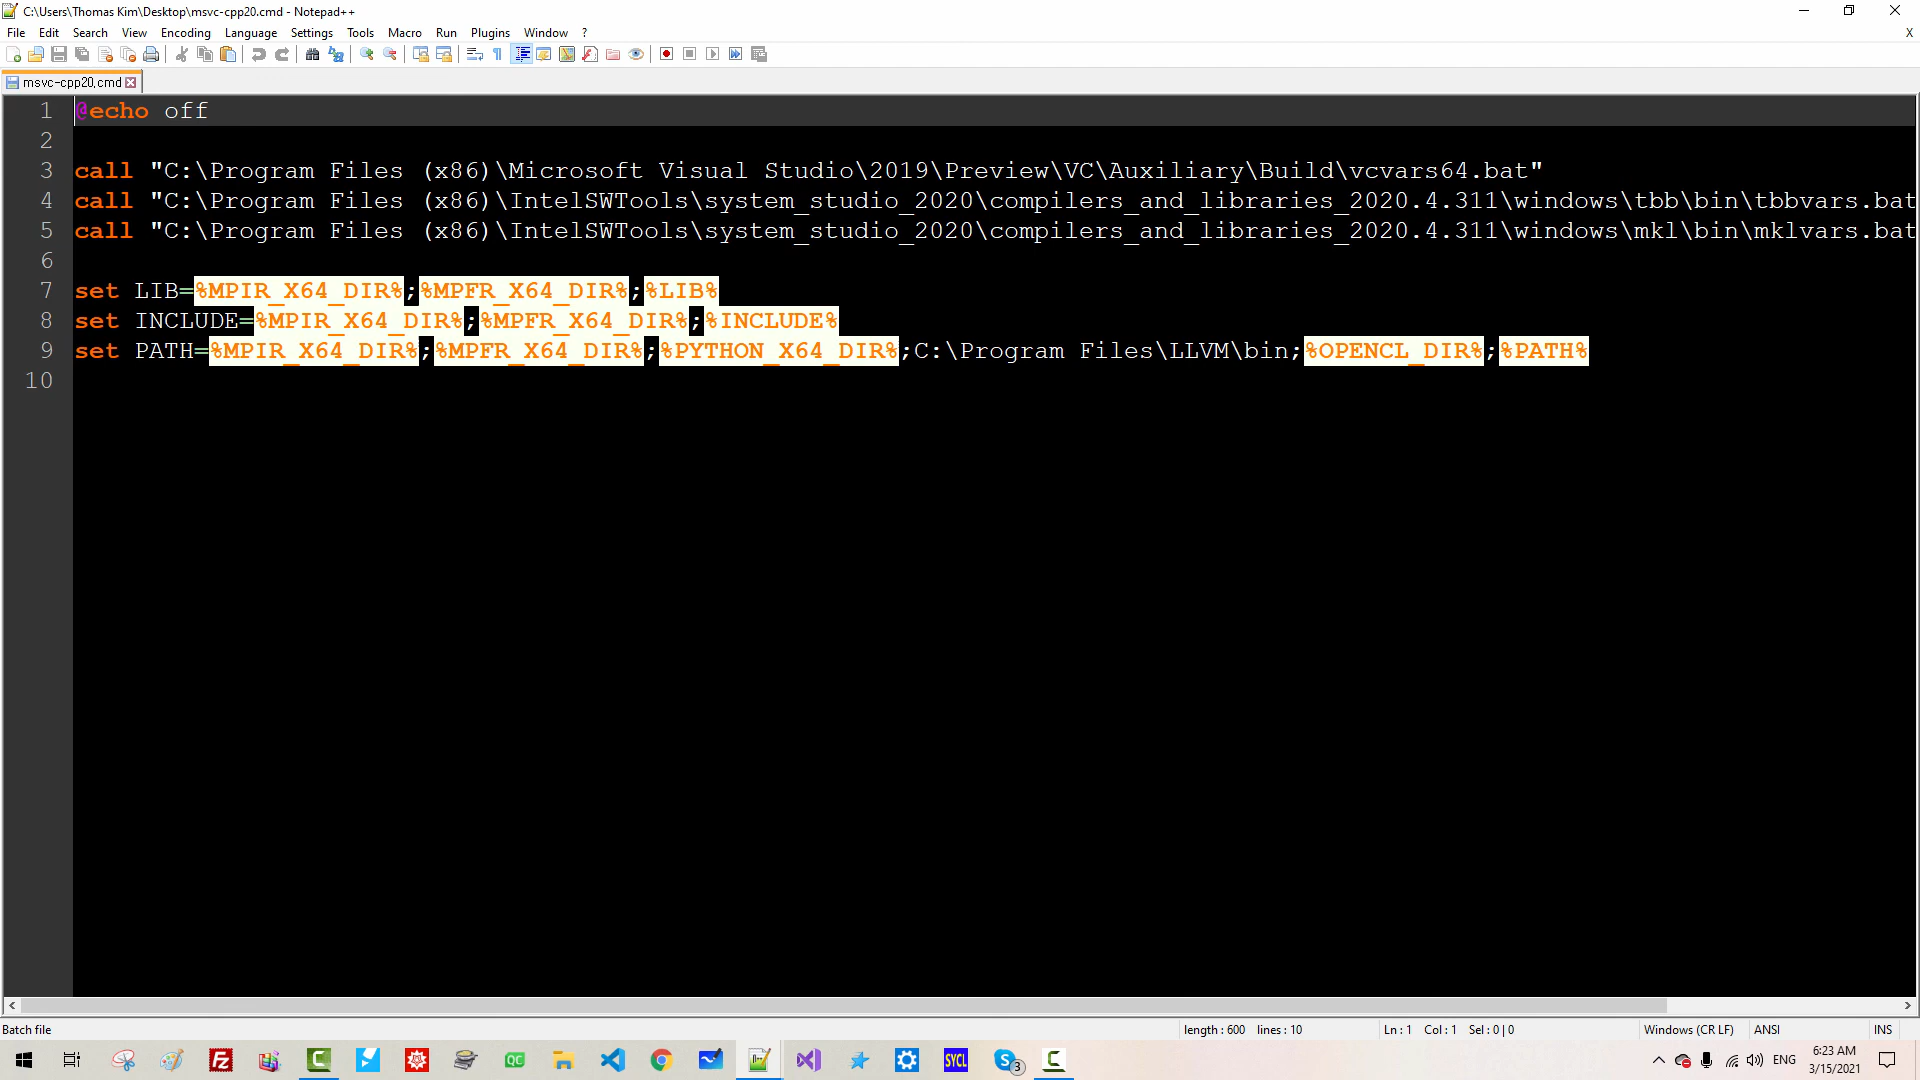 C:\Users\Thomas Kim\Desktop\msvc-cpp20.cmd - Notepad++
File Edit Search View Encoding Language Settings Tools Macro Run Plugins Window ? X
msvc-cpp20.cmd
1 @echo off
2
3 call "C:\Program Files (x86)\Microsoft Visual Studio\2019\Preview\VC\Auxiliary\Build\vcvars64.bat"
4 call "C:\Program Files (x86)\IntelSWTools\system_studio_2020\compilers_and_libraries_2020.4.311\windows\tbb\bin\tbbvars.bat
5 call "C:\Program Files (x86)\IntelSWTools\system_studio_2020\compilers_and_libraries_2020.4.311\windows\mkl\bin\mklvars.bat
6
7 set LIB=%MPIR_X64_DIR%;%MPFR_X64_DIR%;%LIB%
8 set INCLUDE=%MPIR_X64_DIR%;%MPFR_X64_DIR%;%INCLUDE%
9 set PATH=%MPIR_X64_DIR%;%MPFR_X64_DIR%;%PYTHON_X64_DIR%;C:\Program Files\LLVM\bin;%OPENCL_DIR%;%PATH%
10
Batch file length : 600 lines : 10 Ln : 1 Col : 1 Sel : 0 | 0 Windows (CR LF) ANSI INS
Fz C QC SYCL S 3 C ENG 6:23 AM
3/15/2021